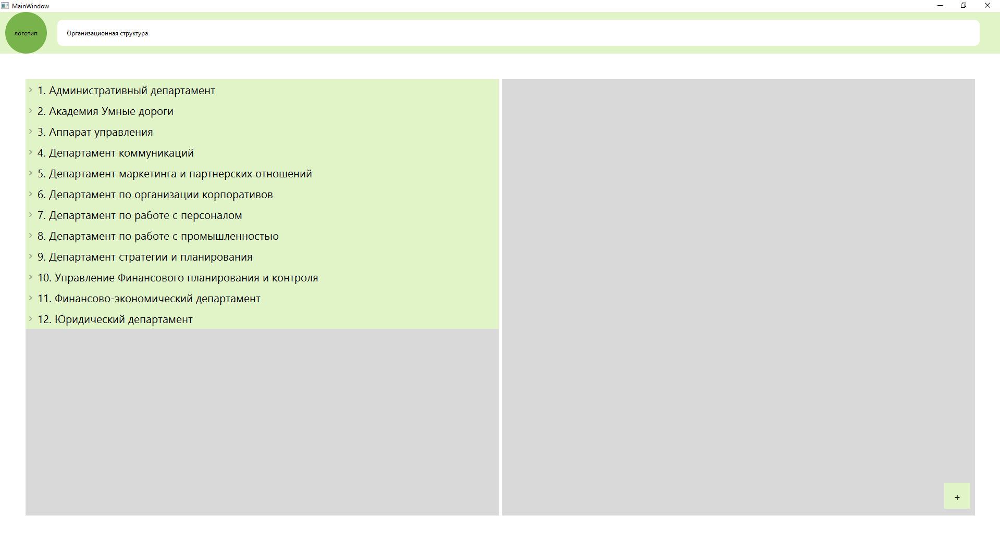 MainWindow
логотип
Организационная структура
1. Административный департамент
2. Академия Умные дороги
3. Аппарат управления
4. Департамент коммуникаций
5. Департамент маркетинга и партнерских отношений
6. Департамент по организации корпоративов
7. Департамент по работе с персоналом
8. Департамент по работе с промышленностью
9. Департамент стратегии и планирования
10. Управление Финансового планирования и контроля
11. Финансово-экономический департамент
12. Юридический департамент
+